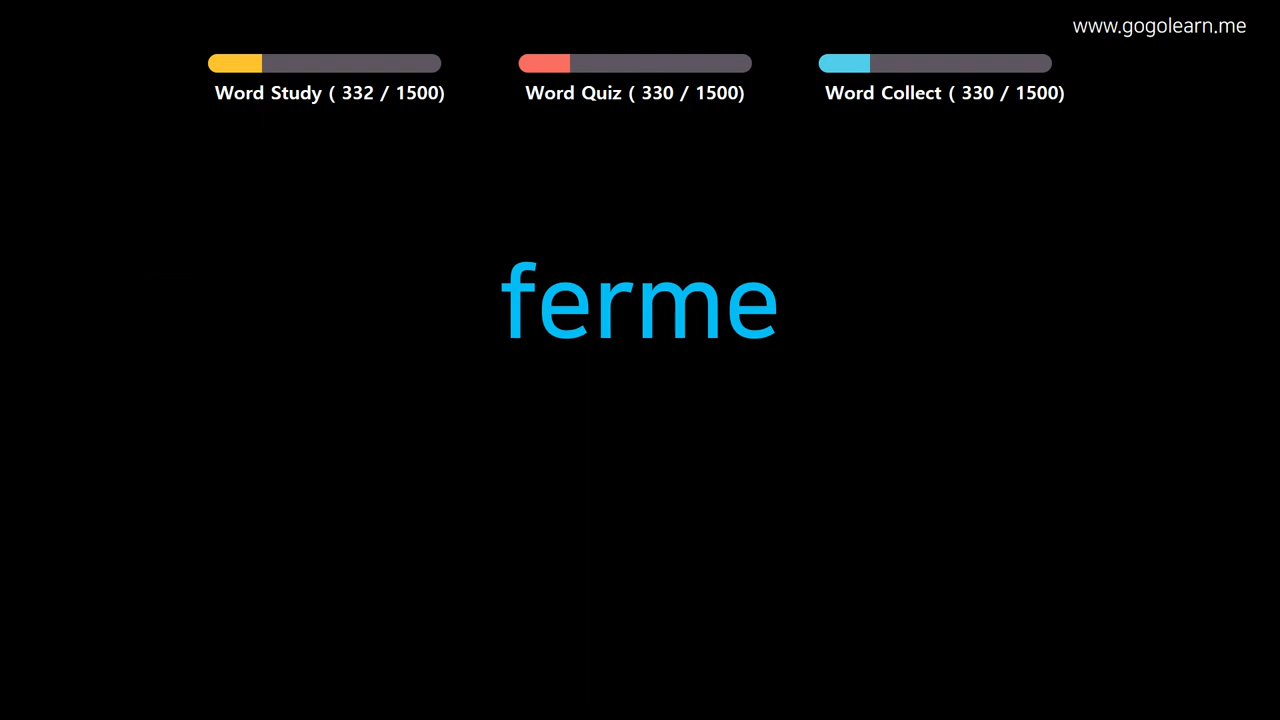 www.gogolearn.me
Word Study ( 332 / 1500)
Word Quiz ( 330 / 1500)
Word Collect ( 330 / 1500)
ferme